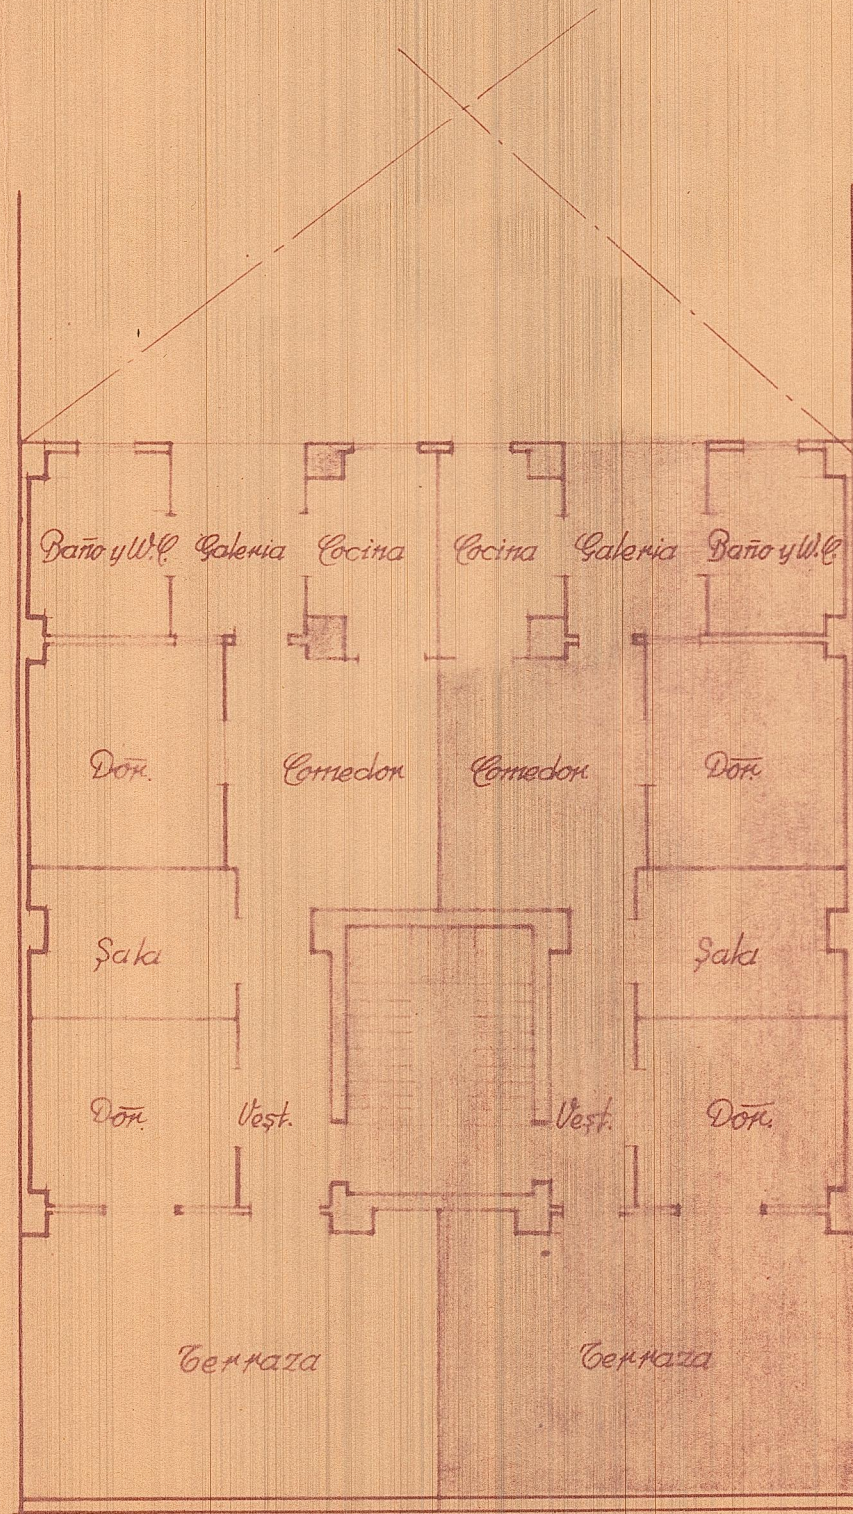 Baño y W.C. Galeria Cocina Cocina Galeria Baño y W.C.
Dor. Comedor Comedor Dor.
Sala Sala
Dor. Vest. Vest. Dor.
Terraza Terraza